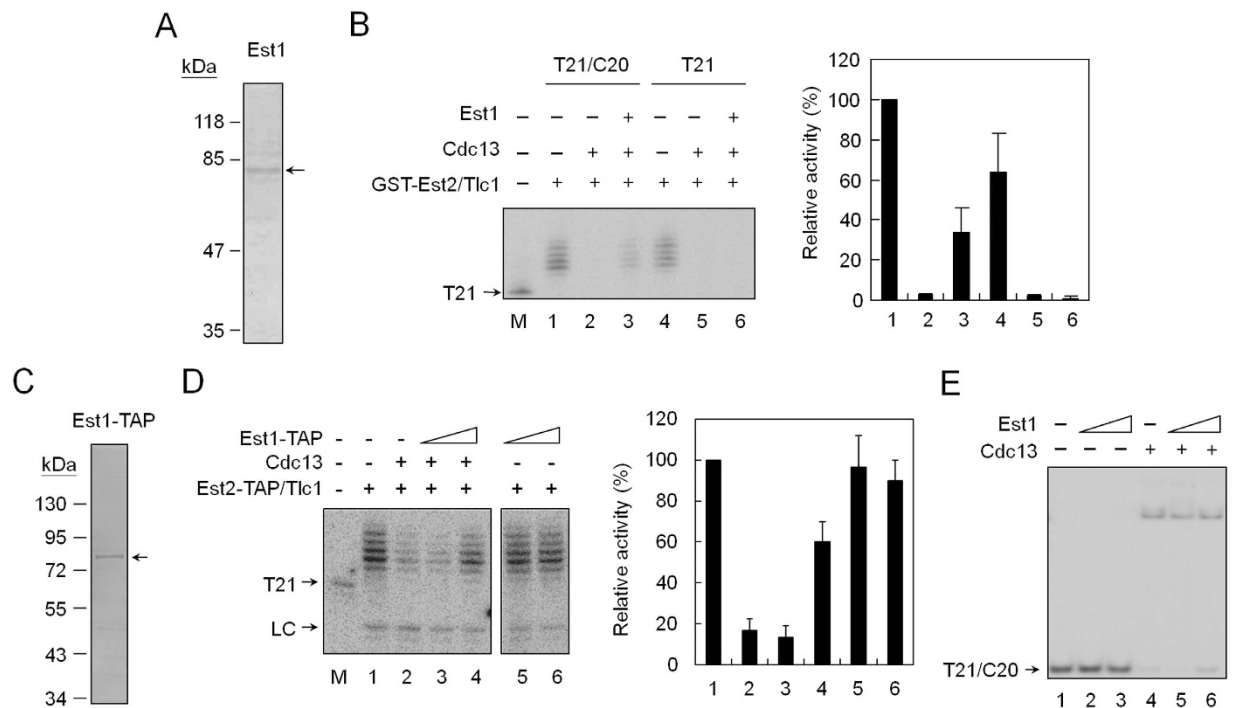 A
Est1
kDa
118
85
47
35
B
T21/C20 T21
Est1 – – – + – – +
Cdc13 – – + + – + +
GST-Est2/Tlc1 – + + + + + +
T21
M 1 2 3 4 5 6
Relative activity (%)
120
100
80
60
40
20
0
1 2 3 4 5 6
C
Est1-TAP
kDa
130
95
72
55
43
34
D
Est1-TAP - - - - -
Cdc13 - - + + + - -
Est2-TAP/Tlc1 - + + + + + +
T21
LC
M 1 2 3 4 5 6
Relative activity (%)
120
100
80
60
40
20
0
1 2 3 4 5 6
E
Est1 – –
Cdc13 – – – + + +
T21/C20
1 2 3 4 5 6